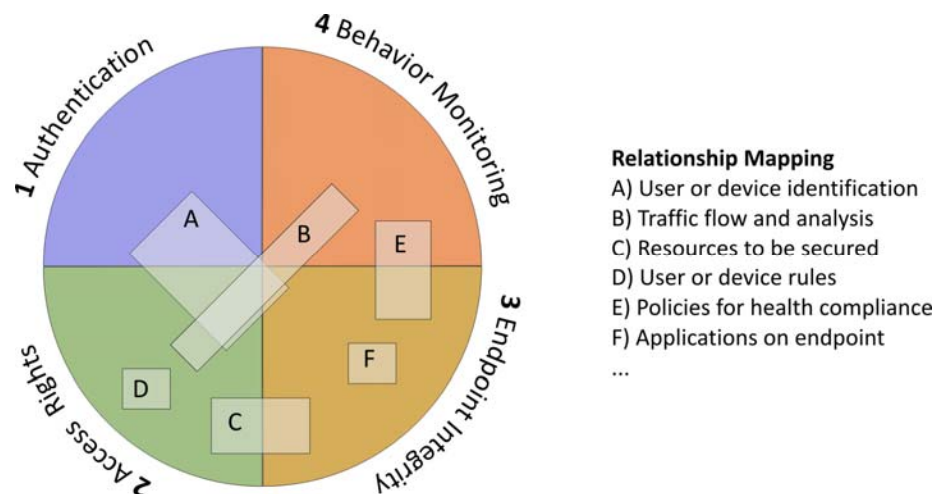 1 Authentication
4 Behavior Monitoring
A
B
E
F
D
C
2 Access Rights
3 Endpoint Integrity
Relationship Mapping
A) User or device identification
B) Traffic flow and analysis
C) Resources to be secured
D) User or device rules
E) Policies for health compliance
F) Applications on endpoint
...